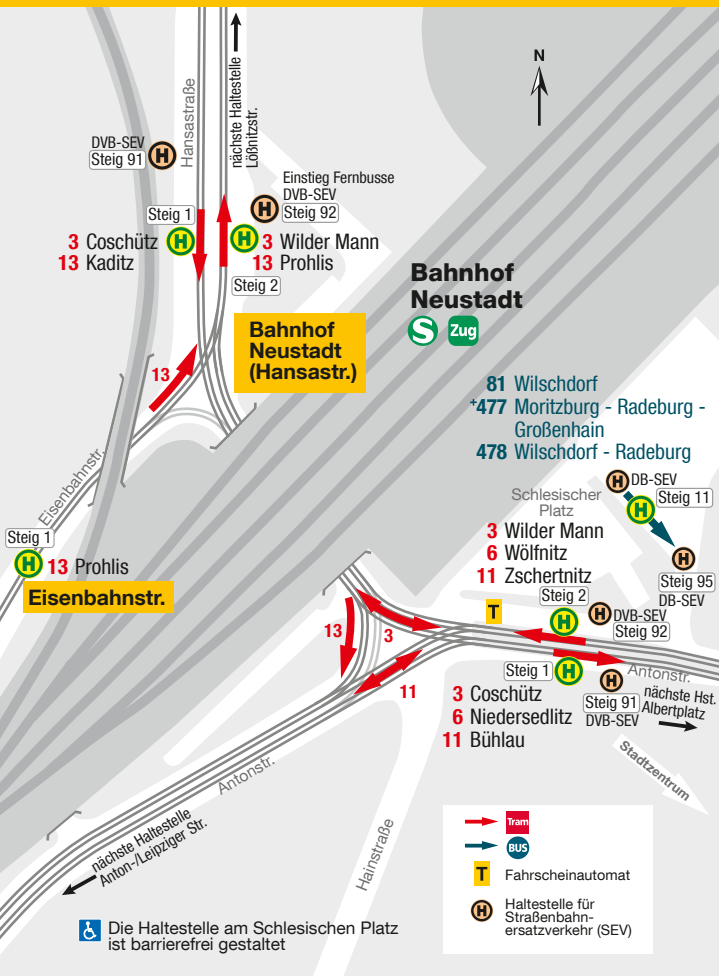 N
Hansastraße
nächste Haltestelle
Lößnitzstr.
DVB-SEV
Steig 91
H
Einstieg Fernbusse
DVB-SEV
Steig 92
H
Steig 1
3 Coschütz
13 Kaditz
H
H
3 Wilder Mann
13 Prohlis
Steig 2
Bahnhof
Neustadt
S Zug
Bahnhof
Neustadt
(Hansastr.)
13
81 Wilschdorf
+477 Moritzburg - Radeburg -
Großenhain
478 Wilschdorf - Radeburg
Eisenbahnstr.
Steig 1
H
13 Prohlis
Eisenbahnstr.
Schlesischer
Platz
H
DB-SEV
Steig 11
H
H
Steig 95
DB-SEV
3 Wilder Mann
6 Wölfnitz
11 Zschertnitz
T
Steig 2
H
H
DVB-SEV
Steig 92
13
3
11
Steig 1
H
H
Steig 91
DVB-SEV
Antonstr.
nächste Hst.
Albertplatz
3 Coschütz
6 Niedersedlitz
11 Bühlau
Stadtzentrum
Antonstr.
Hainstraße
nächste Haltestelle
Anton-/Leipziger Str.
Tram
BUS
T Fahrscheinautomat
H Haltestelle für
Straßenbahn-
ersatzverkehr (SEV)
Die Haltestelle am Schlesischen Platz
ist barrierefrei gestaltet